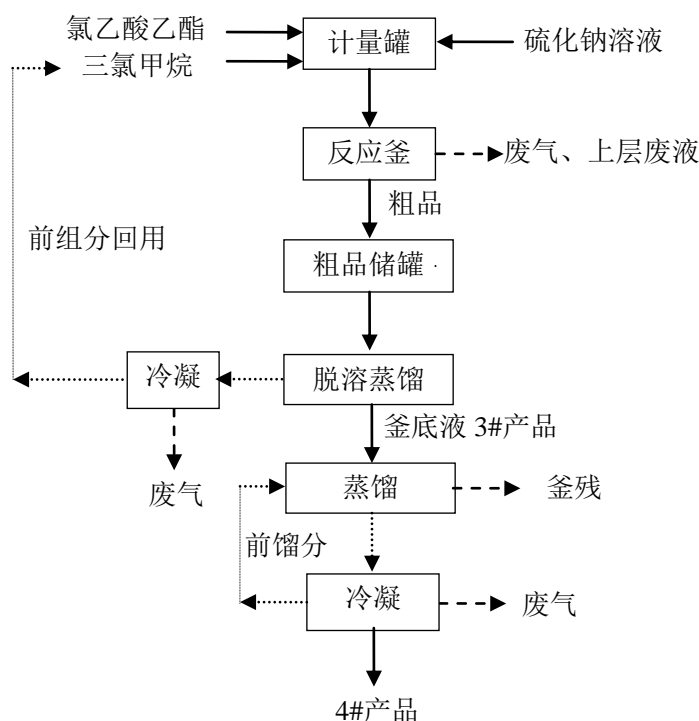 氯乙酸乙酯
计量罐
硫化钠溶液
三氯甲烷
反应釜
废气、上层废液
粗品
前组分回用
粗品储罐
冷凝
脱溶蒸馏
釜底液 3#产品
废气
蒸馏
釜残
前馏分
冷凝
废气
4#产品